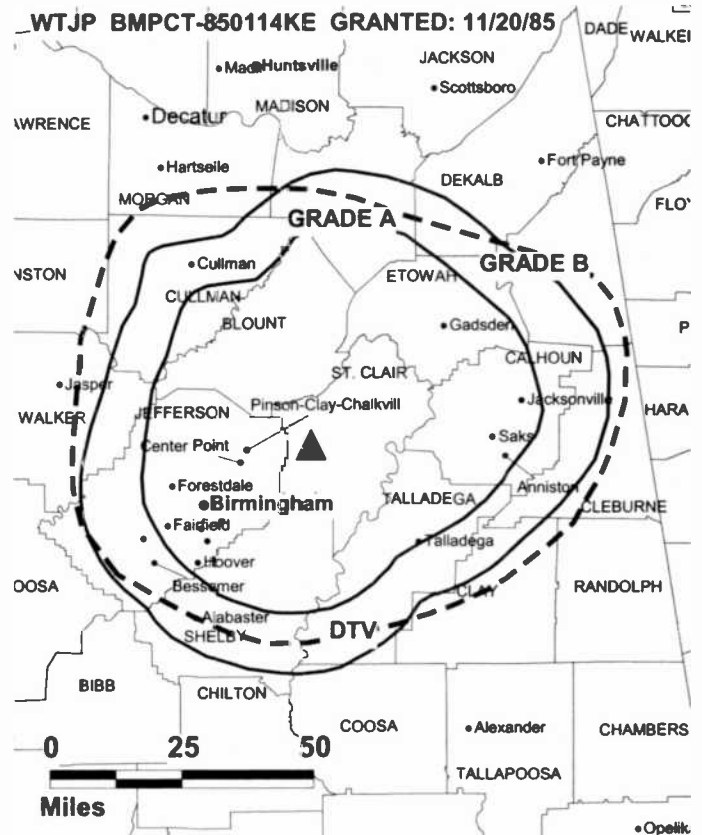 WTJP BMPCT-850114KE GRANTED: 11/20/85
DADE
WALKE
JACKSON
Madi
Huntsville
Scottsboro
MADISON
Decatur
AWRENCE
CHATTOOG
Hartselle
Fort Payne
DEKALB
MORGAN
FLOY
GRADE A
GRADE B
Cullman
ETOWAH
NSTON
CULLMAN
BLOUNT
Gadsden
P
CALHOUN
ST. CLAIR
Jasper
Pinson-Clay-Chalkvill
Jacksonville
HARA
WALKER
JEFFERSON
Center Point
Saks
Forestdale
Anniston
TALLADEGA
Birmingham
CLEBURNE
Fairfield
Talladega
Hoover
OOSA
Bessemer
CLAY
RANDOLPH
Alabaster
DTV
SHELBY
BIBB
CHILTON
COOSA
Alexander
CHAMBERS
0 25 50
TALLAPOOSA
Miles
Opelik